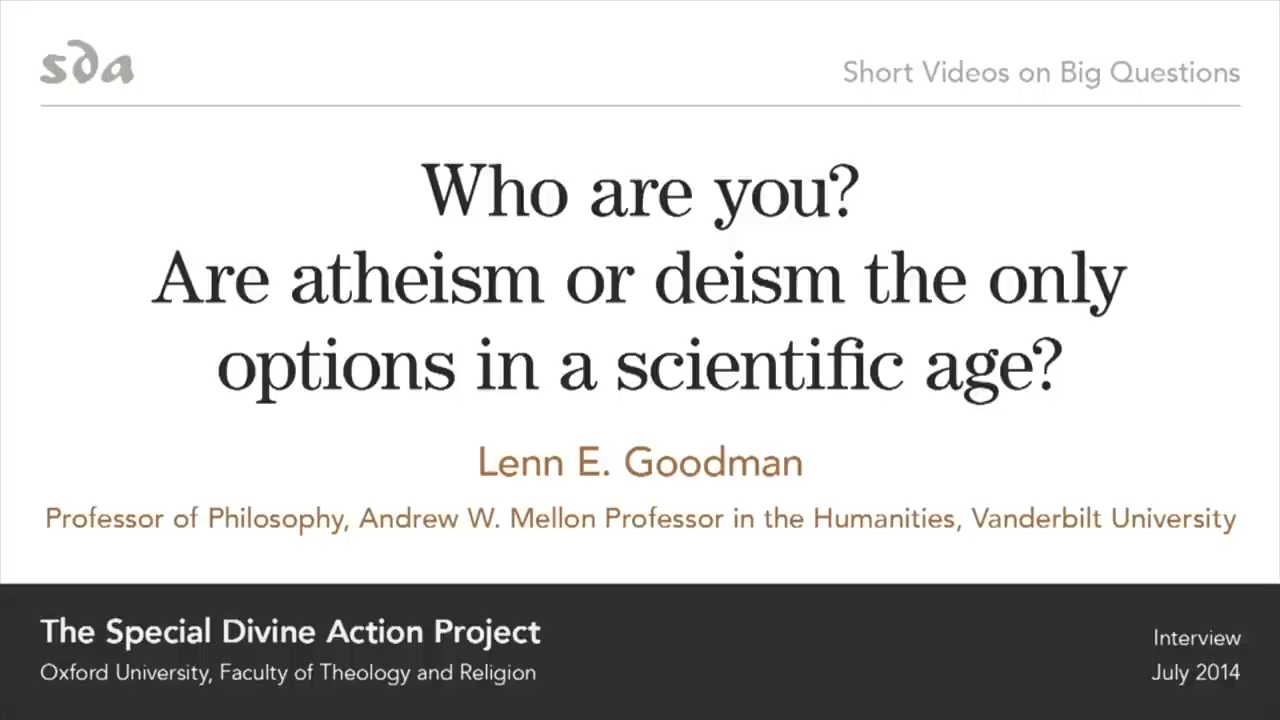 sda
Short Videos on Big Questions
Who are you?
Are atheism or deism the only
options in a scientific age?
Lenn E. Goodman
Professor of Philosophy, Andrew W. Mellon Professor in the Humanities, Vanderbilt University
The Special Divine Action Project
Oxford University, Faculty of Theology and Religion
Interview
July 2014